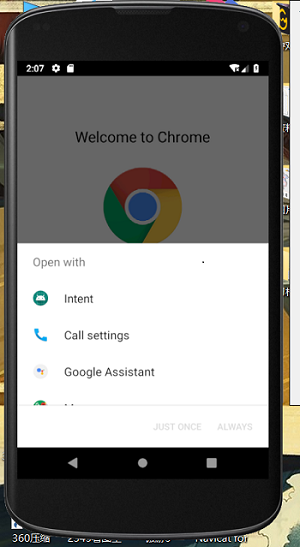 2:07
Welcome to Chrome
Open with
Intent
Call settings
Google Assistant
JUST ONCE
ALWAYS
360压缩
Navicat for